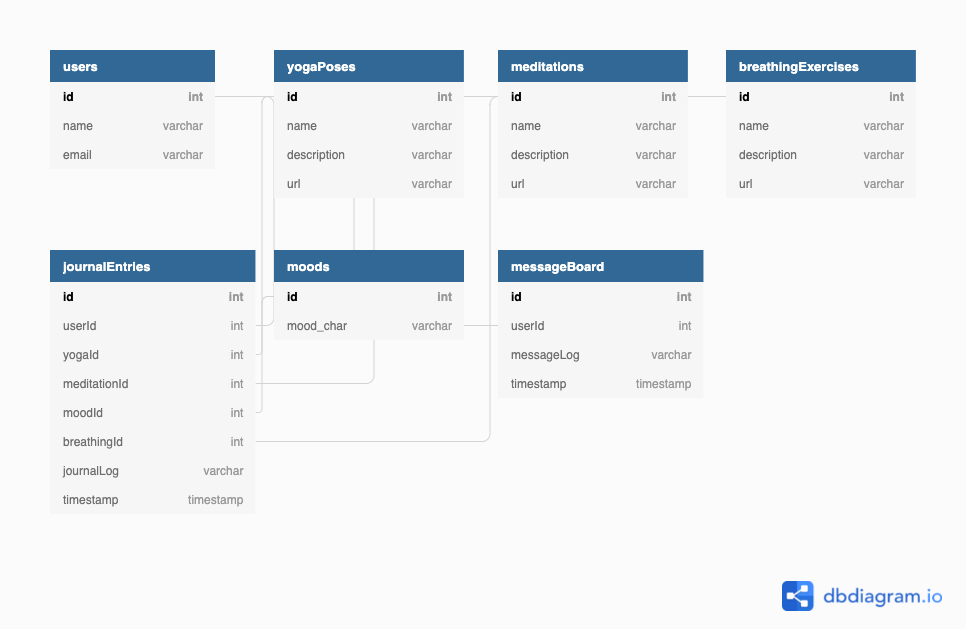 users
id int
name varchar
email varchar
yogaPoses
id int
name varchar
description varchar
url varchar
meditations
id int
name varchar
description varchar
url varchar
breathingExercises
id int
name varchar
description varchar
url varchar
journalEntries
id int
userId int
yogaId int
meditationId int
moodId int
breathingId int
journalLog varchar
timestamp timestamp
moods
id int
mood_char varchar
messageBoard
id int
userId int
messageLog varchar
timestamp timestamp
dbdiagram.io